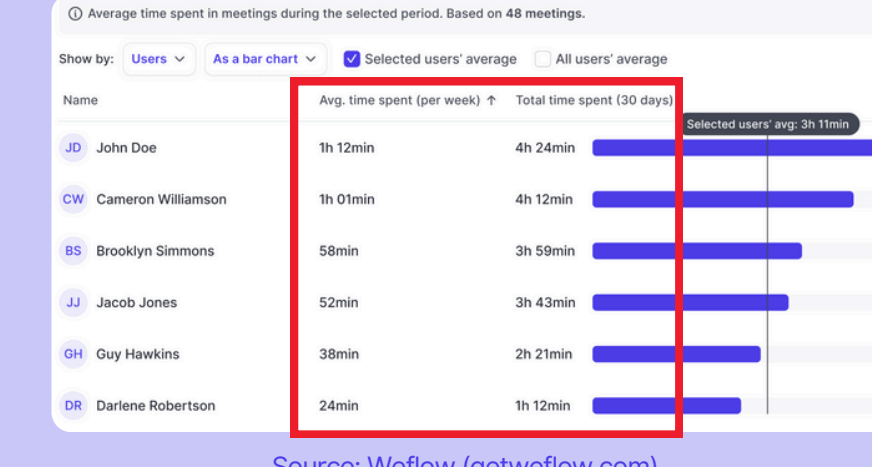 Average time spent in meetings during the selected period. Based on 48 meetings.
Show by: Users As a bar chart Selected users' average All users' average
Name Avg. time spent (per week) ↑ Total time spent (30 days)
Selected users' avg: 3h 11min
JD John Doe 1h 12min 4h 24min
CW Cameron Williamson 1h 01min 4h 12min
BS Brooklyn Simmons 58min 3h 59min
JJ Jacob Jones 52min 3h 43min
GH Guy Hawkins 38min 2h 21min
DR Darlene Robertson 24min 1h 12min
Source: Weflow (getweflow.com)